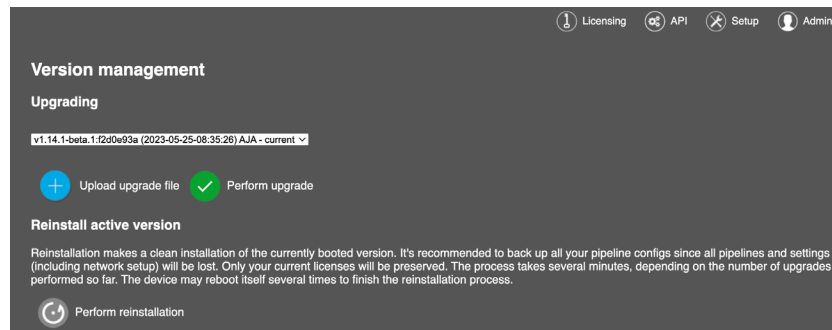 Licensing API Setup Admin
Version management
Upgrading
v1.14.1-beta.1:f2d0e93a (2023-05-25-08:35:26) AJA - current
Upload upgrade file Perform upgrade
Reinstall active version
Reinstallation makes a clean installation of the currently booted version. It's recommended to back up all your pipeline configs since all pipelines and settings
(including network setup) will be lost. Only your current licenses will be preserved. The process takes several minutes, depending on the number of upgrades
performed so far. The device may reboot itself several times to finish the reinstallation process.
Perform reinstallation